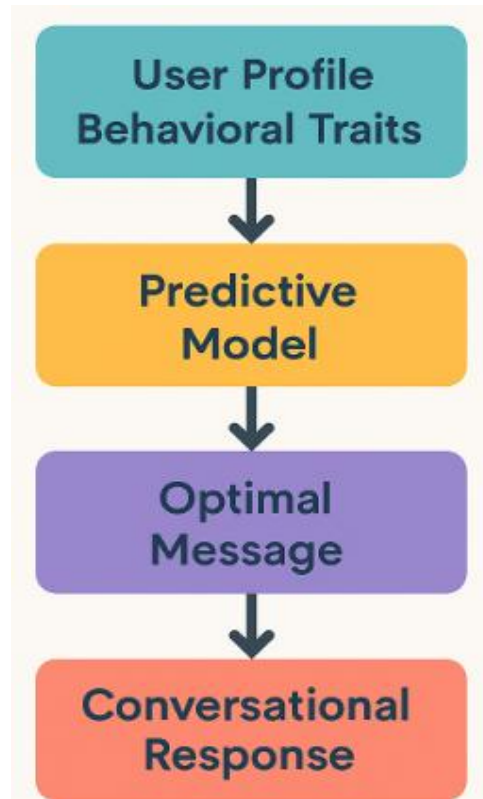 User Profile
Behavioral Traits
Predictive
Model
Optimal
Message
Conversational
Response